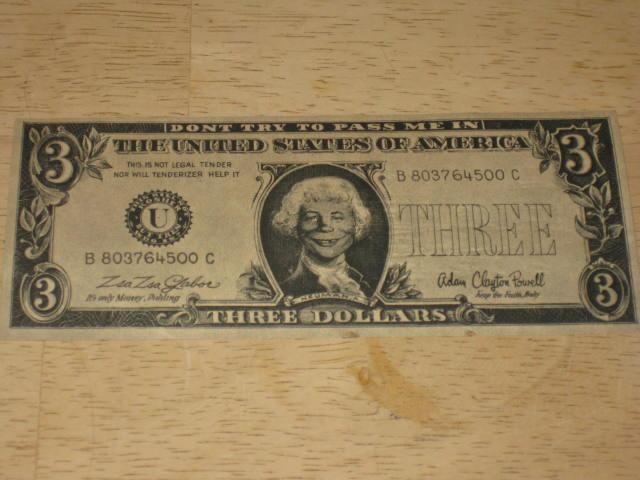 DONT TRY TO PASS ME IN
THE UNITED STATES OF AMERICA
3
3
THIS IS NOT LEGAL TENDER
NOR WILL TENDERIZER HELP IT
B 803764500 C
U
THREE
B 803764500 C
Zsa Zsa Gabor
It's only Money, Dahling
Adam Clayton Powell
Keep the Faith, Baby
3
3
THREE DOLLARS